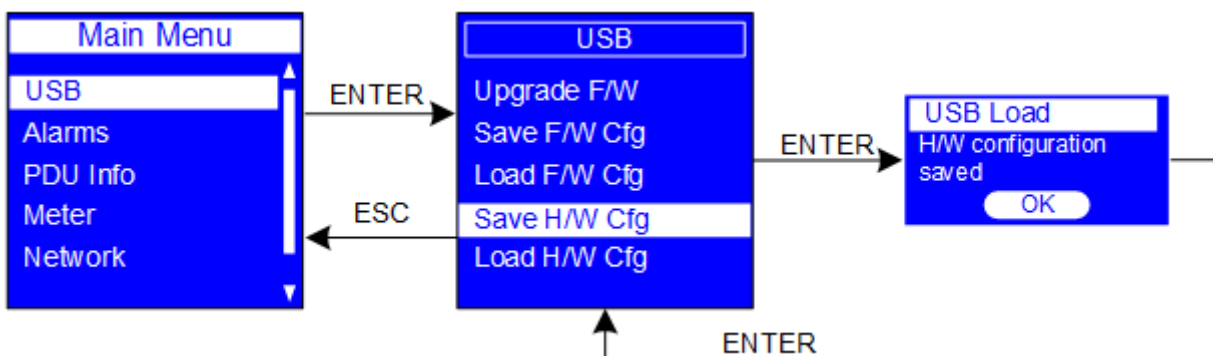 Main Menu
USB
Alarms
PDU Info
Meter
Network
ENTER
ESC
USB
Upgrade F/W
Save F/W Cfg
Load F/W Cfg
Save H/W Cfg
Load H/W Cfg
ENTER
USB Load
H/W configuration
saved
OK
ENTER